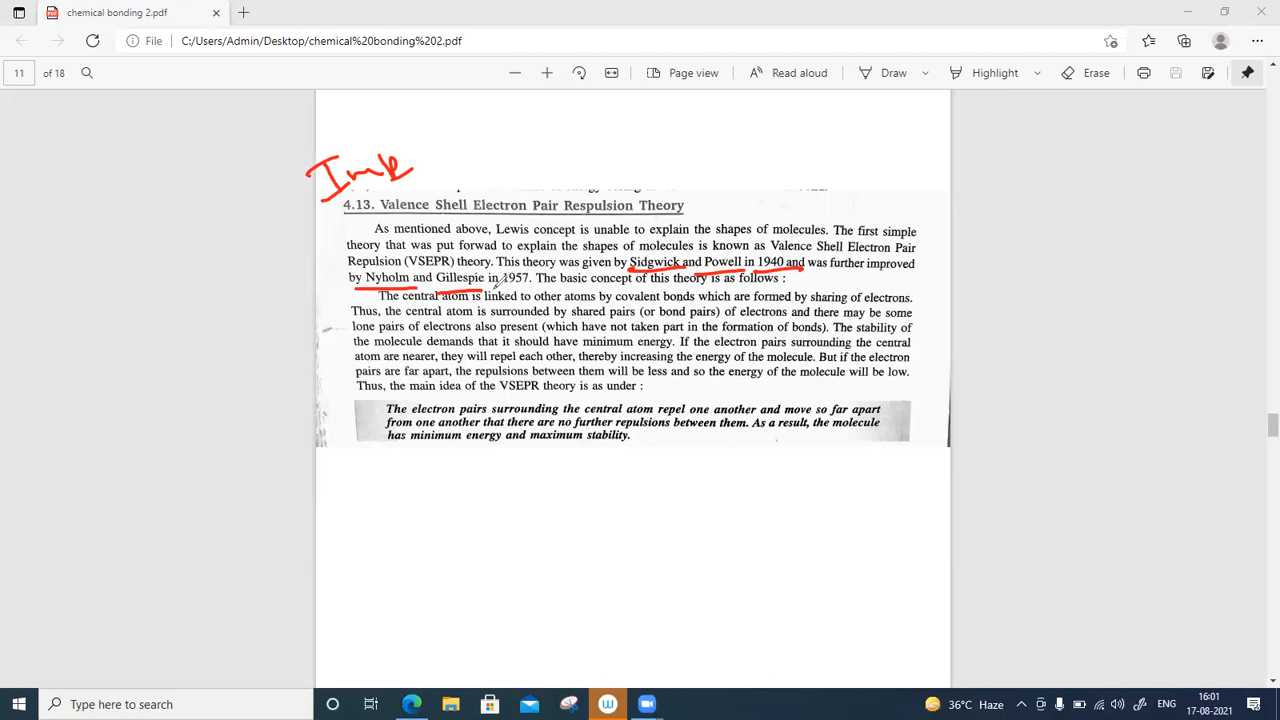 chemical bonding 2.pdf
File
C:/Users/Admin/Desktop/chemical%20bonding%202.pdf
11 of 18
Page view
Read aloud
Draw
Highlight
Erase
Imp
4.13. Valence Shell Electron Pair Respulsion Theory
As mentioned above, Lewis concept is unable to explain the shapes of molecules. The first simple
theory that was put forwad to explain the shapes of molecules is known as Valence Shell Electron Pair
Repulsion (VSEPR) theory. This theory was given by Sidgwick and Powell in 1940 and was further improved
by Nyholm and Gillespie in 1957. The basic concept of this theory is as follows :
The central atom is linked to other atoms by covalent bonds which are formed by sharing of electrons.
Thus, the central atom is surrounded by shared pairs (or bond pairs) of electrons and there may be some
lone pairs of electrons also present (which have not taken part in the formation of bonds). The stability of
the molecule demands that it should have minimum energy. If the electron pairs surrounding the central
atom are nearer, they will repel each other, thereby increasing the energy of the molecule. But if the electron
pairs are far apart, the repulsions between them will be less and so the energy of the molecule will be low.
Thus, the main idea of the VSEPR theory is as under :
The electron pairs surrounding the central atom repel one another and move so far apart
from one another that there are no further repulsions between them. As a result, the molecule
has minimum energy and maximum stability.
Type here to search
W
36°C Haze
16:01
17-08-2021